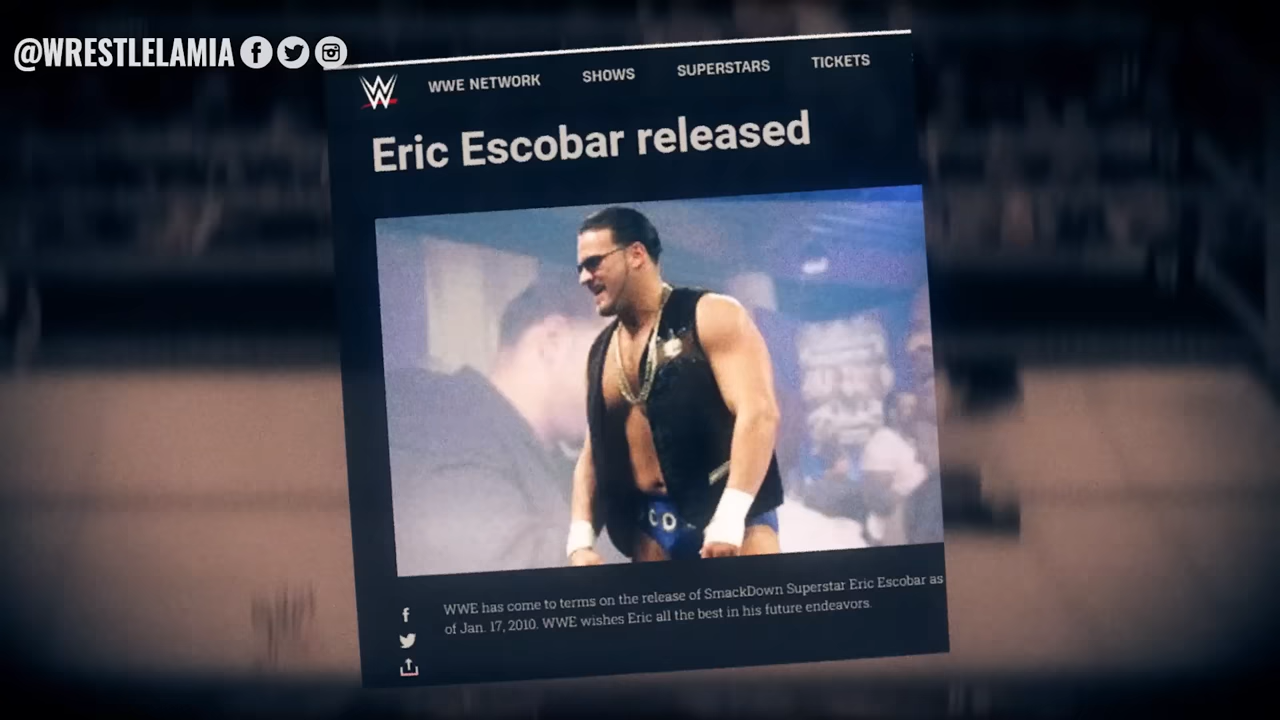 @WRESTLELAMIA
WWE NETWORK SHOWS SUPERSTARS TICKETS
Eric Escobar released
CO
WWE has come to terms on the release of SmackDown Superstar Eric Escobar as
of Jan. 17, 2010. WWE wishes Eric all the best in his future endeavors.